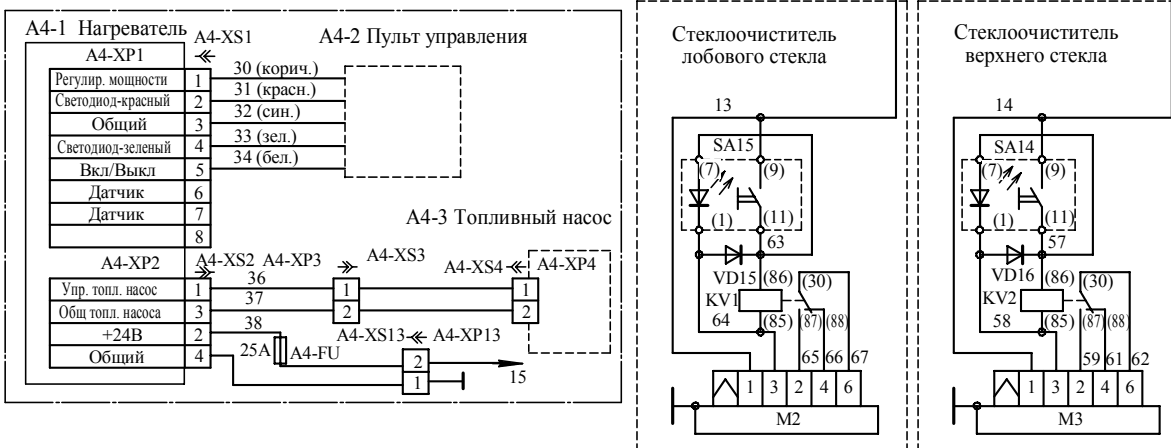 А4-1 Нагреватель
А4-XS1
А4-2 Пульт управления
А4-XP1
Регулир. мощности 1 30 (корич.)
Светодиод-красный 2 31 (красн.)
Общий 3 32 (син.)
Светодиод-зеленый 4 33 (зел.)
Вкл/Выкл 5 34 (бел.)
Датчик 6
Датчик 7
8
А4-3 Топливный насос
А4-XP2
А4-XS2 А4-XP3
А4-XS3
А4-XS4
А4-XP4
Упр. топл. насос 1 36 1 1
Общ топл. насоса 3 37 2 2
+24В 2 38
Общий 4
25А
А4-FU
А4-XS13
А4-XP13
2
1
15
Стеклоочиститель
лобового стекла
13
SA15
(7)
(9)
(1)
(11)
63
VD15
(86)
(30)
KV1
64
(85)
(87)
(88)
65 66 67
1 3 2 4 6
М2
Стеклоочиститель
верхнего стекла
14
SA14
(7)
(9)
(1)
(11)
57
VD16
(86)
(30)
KV2
58
(85)
(87)
(88)
59 61 62
1 3 2 4 6
М3